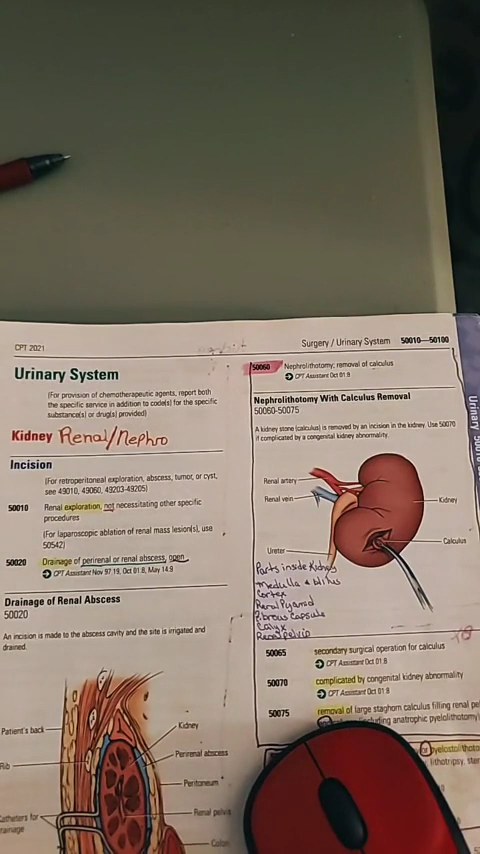 CPT 2021
Surgery / Urinary System 50010—50100
Urinary System
(For provision of chemotherapeutic agents, report both
the specific service in addition to code(s) for the specific
substance(s) or drug(s) provided)
Kidney Renal/Nephro
Incision
(For retroperitoneal exploration, abscess, tumor, or cyst,
see 49010, 49060, 49203-49205)
50010 Renal exploration, not necessitating other specific
procedures
(For laparoscopic ablation of renal mass lesion(s), use
50542)
50020 Drainage of perirenal or renal abscess, open
CPT Assistant Nov 97:19, Oct 01:8, May 14:9
Drainage of Renal Abscess
50020
An incision is made to the abscess cavity and the site is irrigated and
drained.
Patient's back
Rib
Catheters for
drainage
Kidney
Perirenal abscess
Peritoneum
Renal pelvis
Colon
50060 Nephrolithotomy; removal of calculus
CPT Assistant Oct 01:8
Nephrolithotomy With Calculus Removal
50060-50075
A kidney stone (calculus) is removed by an incision in the kidney. Use 50070
if complicated by a congenital kidney abnormality.
Renal artery
Renal vein
Ureter
Kidney
Calculus
Parts inside Kidney
Medulla &
Cortex
Renal Pyramid
Fibrous Capsule
Calyx
Renal pelvis
50065 secondary surgical operation for calculus
CPT Assistant Oct 01:8
50070 complicated by congenital kidney abnormality
CPT Assistant Oct 01:8
50075 removal of large staghorn calculus filling renal
including anatrophic pyelolithotomy)
or
lithotripsy,
Urinary